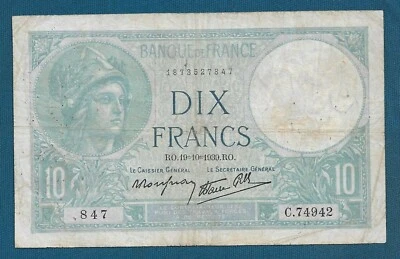 BANQUE DE FRANCE
1873527847
DIX
FRANCS
RO.19-10-1939.RO.
LE CAISSIER GÉNÉRAL LE SECRÉTAIRE GÉNÉRAL
10 10
847 C.74942